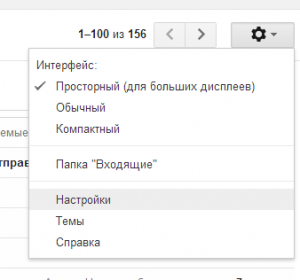 1–100 из 156
Интерфейс:
Просторный (для больших дисплеев)
Обычный
Компактный
емые
Папка "Входящие"
тправ
Настройки
Темы
Справка